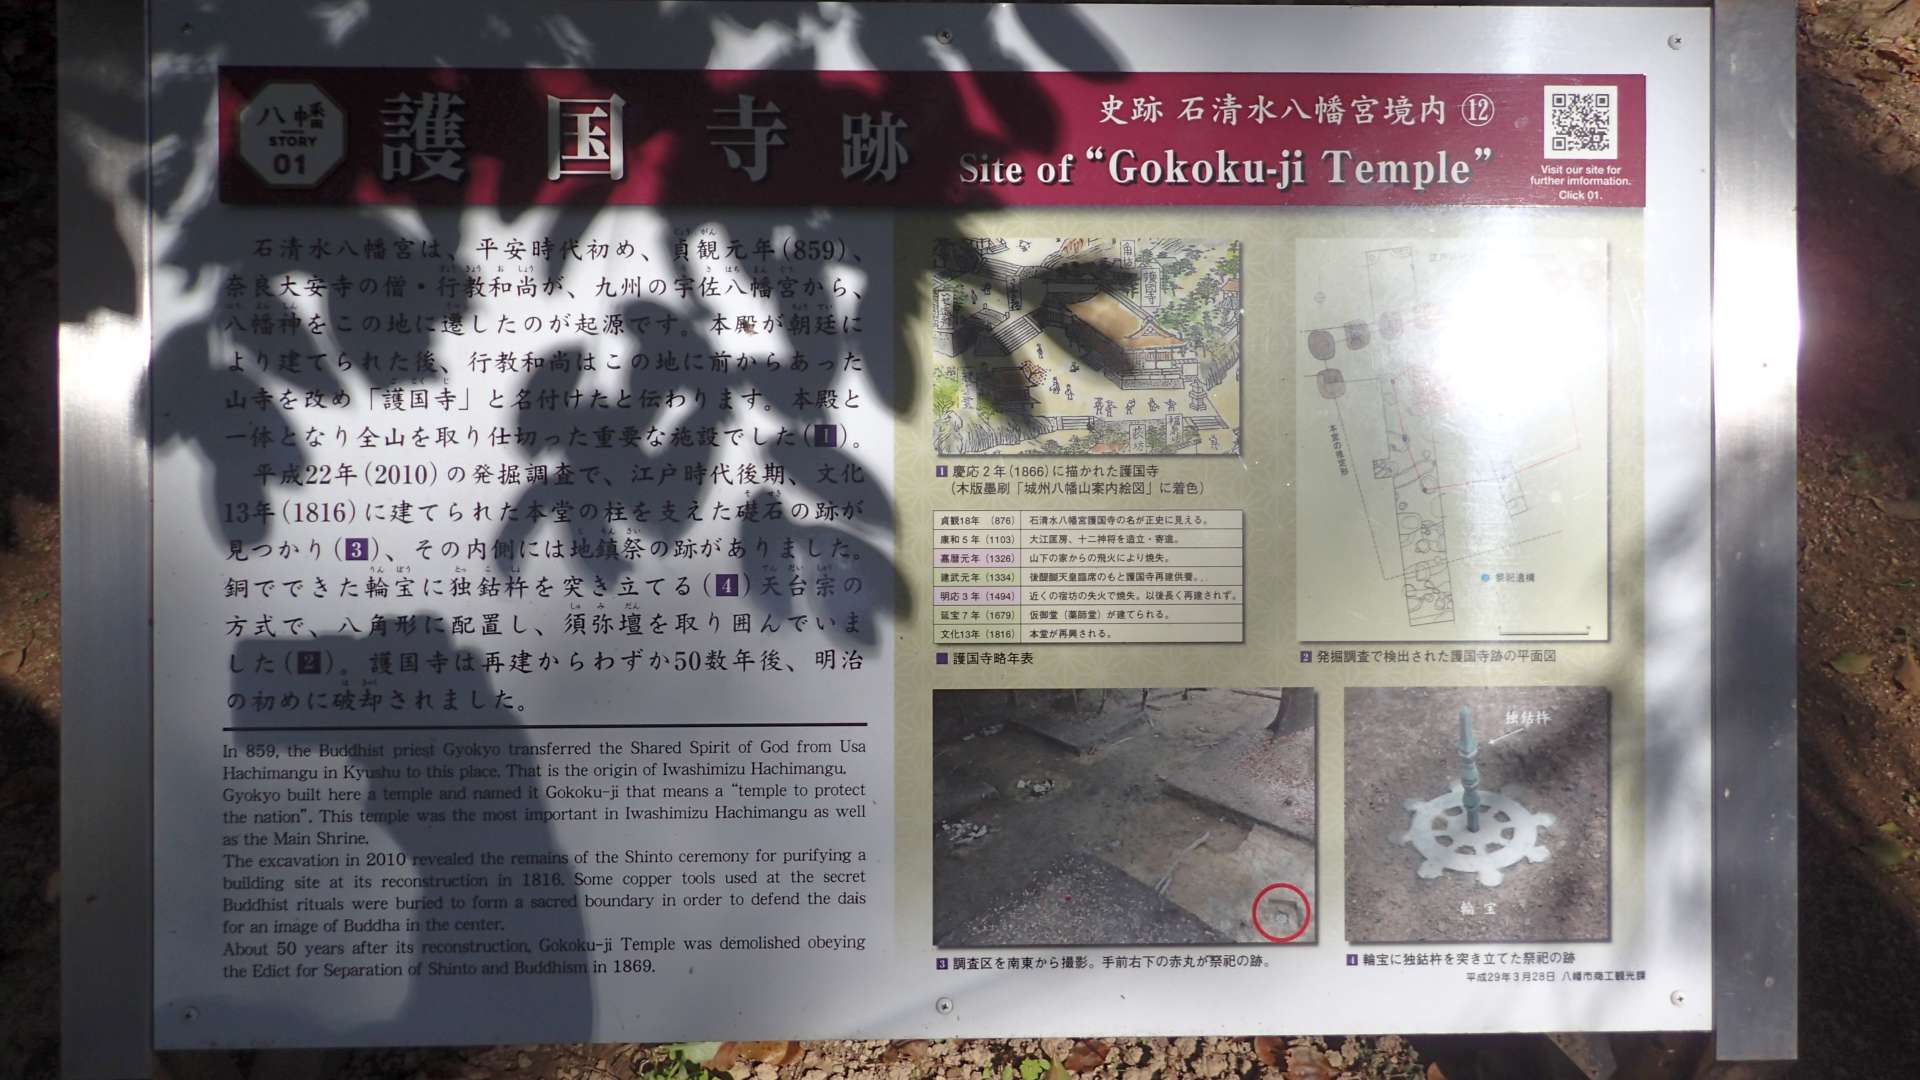 八幡
STORY
01
護国寺跡
史跡 石清水八幡宮境内 ⑫
Site of “Gokoku-ji Temple”
Visit our site for
further imformation.
Click 01.
石清水八幡宮は、平安時代初め、貞観元年(859)、
奈良大安寺の僧・行教和尚が、九州の宇佐八幡宮から、
八幡神をこの地に遷したのが起源です。本殿が朝廷に
より建てられた後、行教和尚はこの地に前からあった
山寺を改め「護国寺」と名付けたと伝わります。本殿と
一体となり全山を取り仕切った重要な施設でした(1)。
平成22年(2010)の発掘調査で、江戸時代後期、文化
13年(1816)に建てられた本堂の柱を支えた礎石の跡が
見つかり(3)、その内側には地鎮祭の跡がありました。
銅でできた輪宝に独鈷杵を突き立てる(4)天台宗の
方式で、八角形に配置し、須弥壇を取り囲んでいま
した(2)。護国寺は再建からわずか50数年後、明治
の初めに破却されました。
In 859, the Buddhist priest Gyokyo transferred the Shared Spirit of God from Usa
Hachimangu in Kyushu to this place. That is the origin of Iwashimizu Hachimangu.
Gyokyo built here a temple and named it Gokoku-ji that means a “temple to protect
the nation”. This temple was the most important in Iwashimizu Hachimangu as well
as the Main Shrine.
The excavation in 2010 revealed the remains of the Shinto ceremony for purifying a
building site at its reconstruction in 1816. Some copper tools used at the secret
Buddhist rituals were buried to form a sacred boundary in order to defend the dais
for an image of Buddha in the center.
About 50 years after its reconstruction, Gokoku-ji Temple was demolished obeying
the Edict for Separation of Shinto and Buddhism in 1869.
護国寺
1 慶応2年(1866)に描かれた護国寺
(木版墨刷「城州八幡山案内絵図」に着色)
貞観18年 (876) 石清水八幡宮護国寺の名が正史に見える。
康和5年(1103) 大江匡房、十二神将を造立・寄進。
嘉暦元年(1326) 山下の家からの飛火により焼失。
建武元年(1334) 後醍醐天皇臨席のもと護国寺再建供養。
明応3年(1494) 近くの宿坊の失火で焼失。以後長く再建されず。
延宝7年(1679) 仮御堂(薬師堂)が建てられる。
文化13年(1816) 本堂が再興される。
■ 護国寺略年表
本堂の推定形
祭祀遺構
2 発掘調査で検出された護国寺跡の平面図
3 調査区を南東から撮影。手前右下の赤丸が祭祀の跡。
独鈷杵
輪宝
4 輪宝に独鈷杵を突き立てた祭祀の跡
平成29年3月28日 八幡市商工観光課